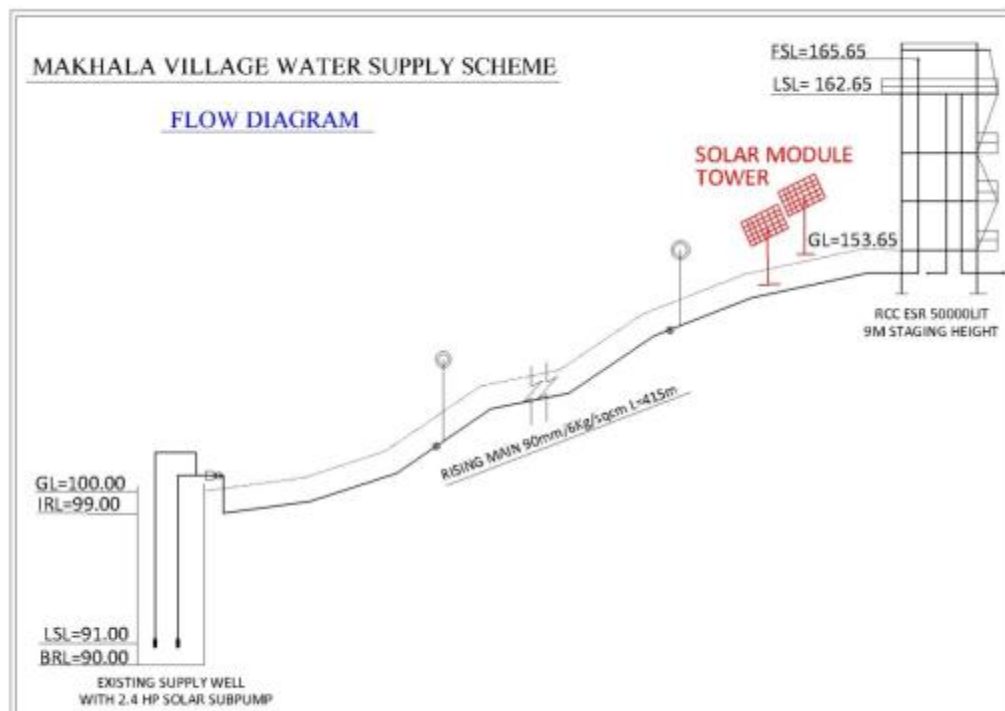 MAKHALA VILLAGE WATER SUPPLY SCHEME
FLOW DIAGRAM
FSL=165.65
LSL= 162.65
SOLAR MODULE
TOWER
GL=153.65
RCC ESR 50000LIT
9M STAGING HEIGHT
RISING MAIN 90mm/6Kg/sqcm L=415m
GL=100.00
IRL=99.00
LSL=91.00
BRL=90.00
EXISTING SUPPLY WELL
WITH 2.4 HP SOLAR SUBPUMP